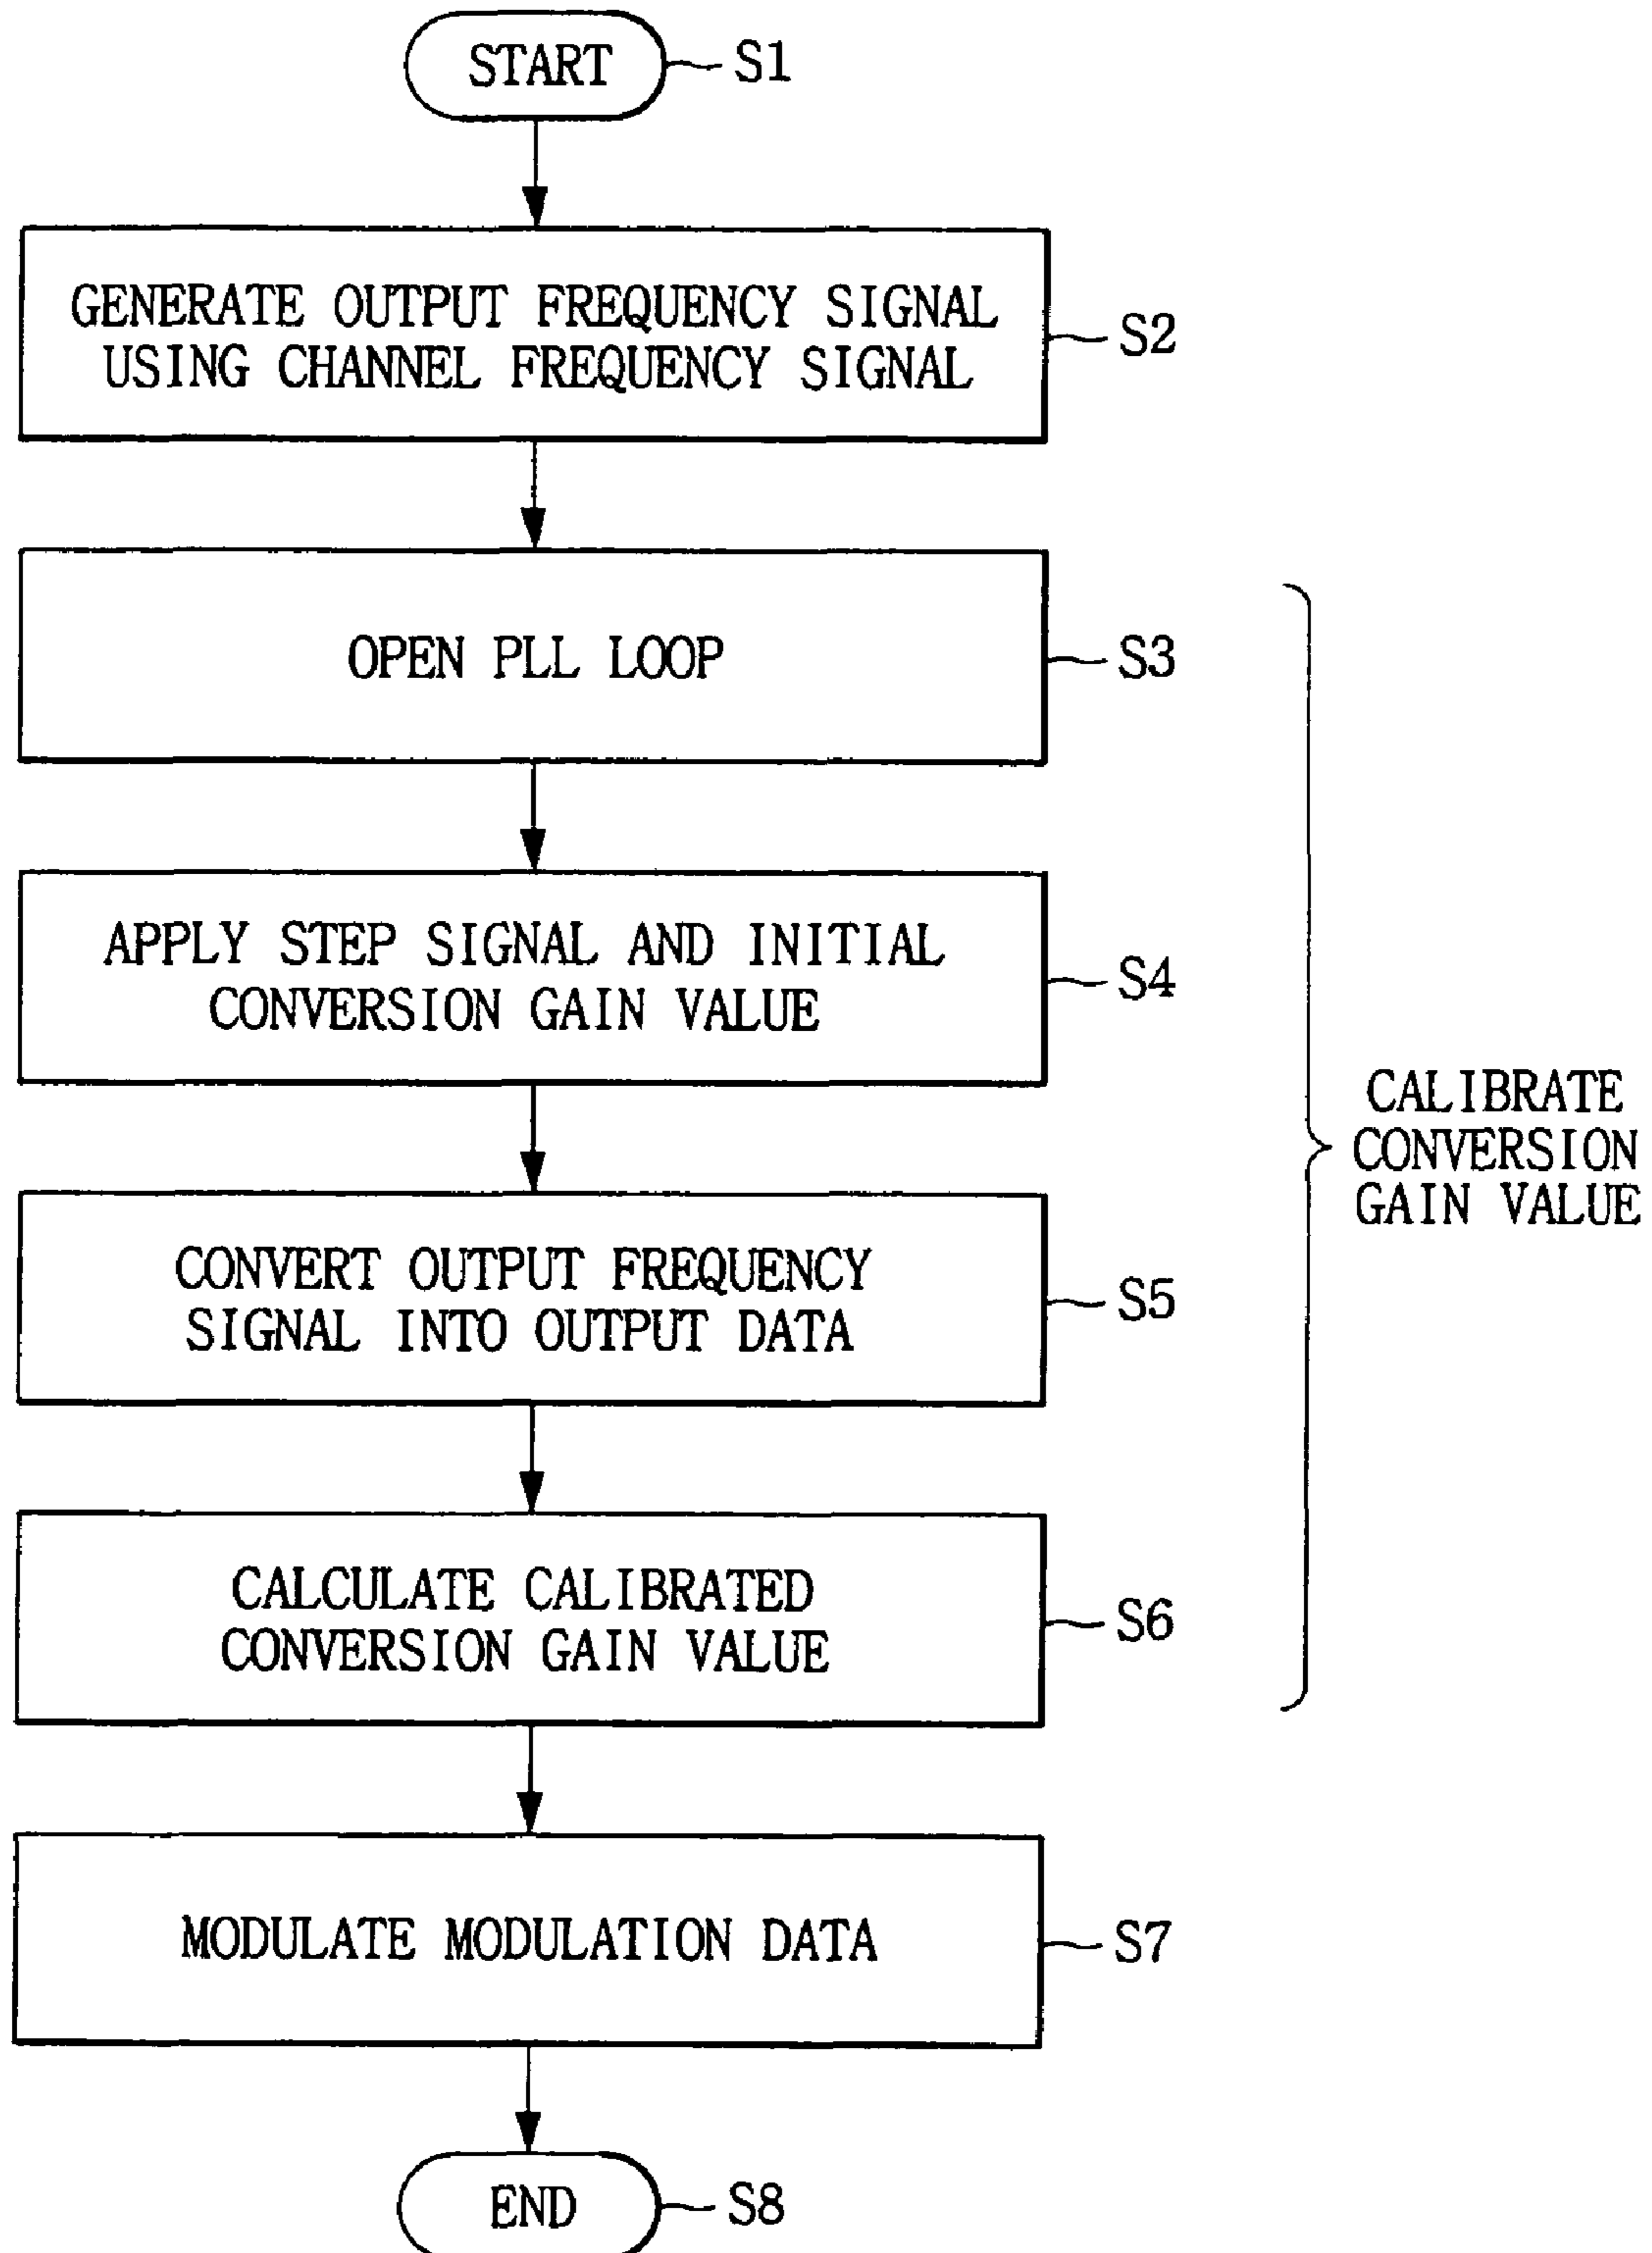 START
S1
GENERATE OUTPUT FREQUENCY SIGNAL
USING CHANNEL FREQUENCY SIGNAL
S2
OPEN PLL LOOP
S3
APPLY STEP SIGNAL AND INITIAL
CONVERSION GAIN VALUE
S4
CALIBRATE
CONVERSION
GAIN VALUE
CONVERT OUTPUT FREQUENCY
SIGNAL INTO OUTPUT DATA
S5
CALCULATE CALIBRATED
CONVERSION GAIN VALUE
S6
MODULATE MODULATION DATA
S7
END
S8